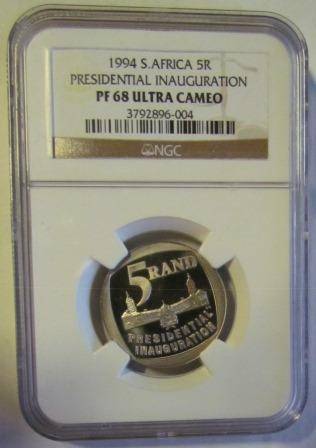 1994 S.AFRICA 5R
PRESIDENTIAL INAUGURATION
PF 68 ULTRA CAMEO
3792896-004
NGC
5 RAND
PRESIDENTIAL
INAUGURATION